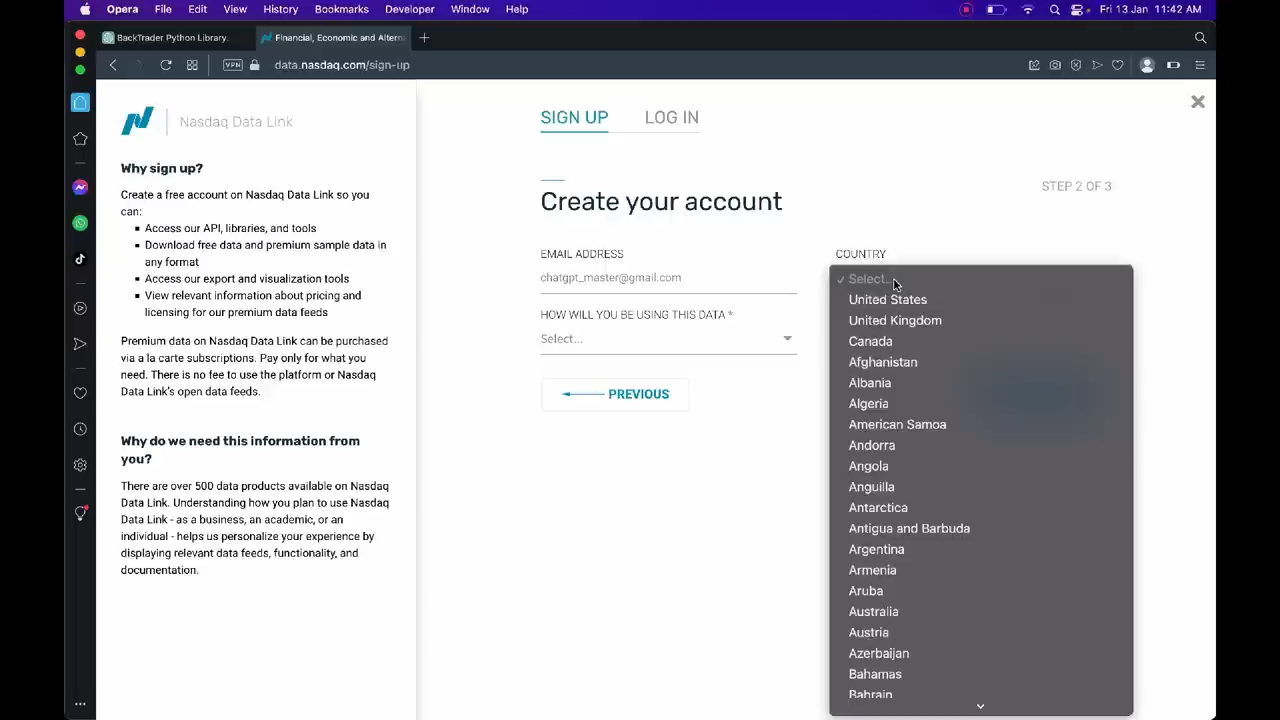 Opera File Edit View History Bookmarks Developer Window Help Fri 13 Jan 11:42 AM
BackTrader Python Library. Financial, Economic and Alterna
VPN data.nasdaq.com/sign-up
Nasdaq Data Link
Why sign up?
Create a free account on Nasdaq Data Link so you
can:
Access our API, libraries, and tools
Download free data and premium sample data in
any format
Access our export and visualization tools
View relevant information about pricing and
licensing for our premium data feeds
Premium data on Nasdaq Data Link can be purchased
via a la carte subscriptions. Pay only for what you
need. There is no fee to use the platform or Nasdaq
Data Link's open data feeds.
Why do we need this information from
you?
There are over 500 data products available on Nasdaq
Data Link. Understanding how you plan to use Nasdaq
Data Link - as a business, an academic, or an
individual - helps us personalize your experience by
displaying relevant data feeds, functionality, and
documentation.
SIGN UP LOG IN
STEP 2 OF 3
Create your account
EMAIL ADDRESS
chatgpt_master@gmail.com
HOW WILL YOU BE USING THIS DATA *
Select...
PREVIOUS
COUNTRY
Select...
United States
United Kingdom
Canada
Afghanistan
Albania
Algeria
American Samoa
Andorra
Angola
Anguilla
Antarctica
Antigua and Barbuda
Argentina
Armenia
Aruba
Australia
Austria
Azerbaijan
Bahamas
Bahrain